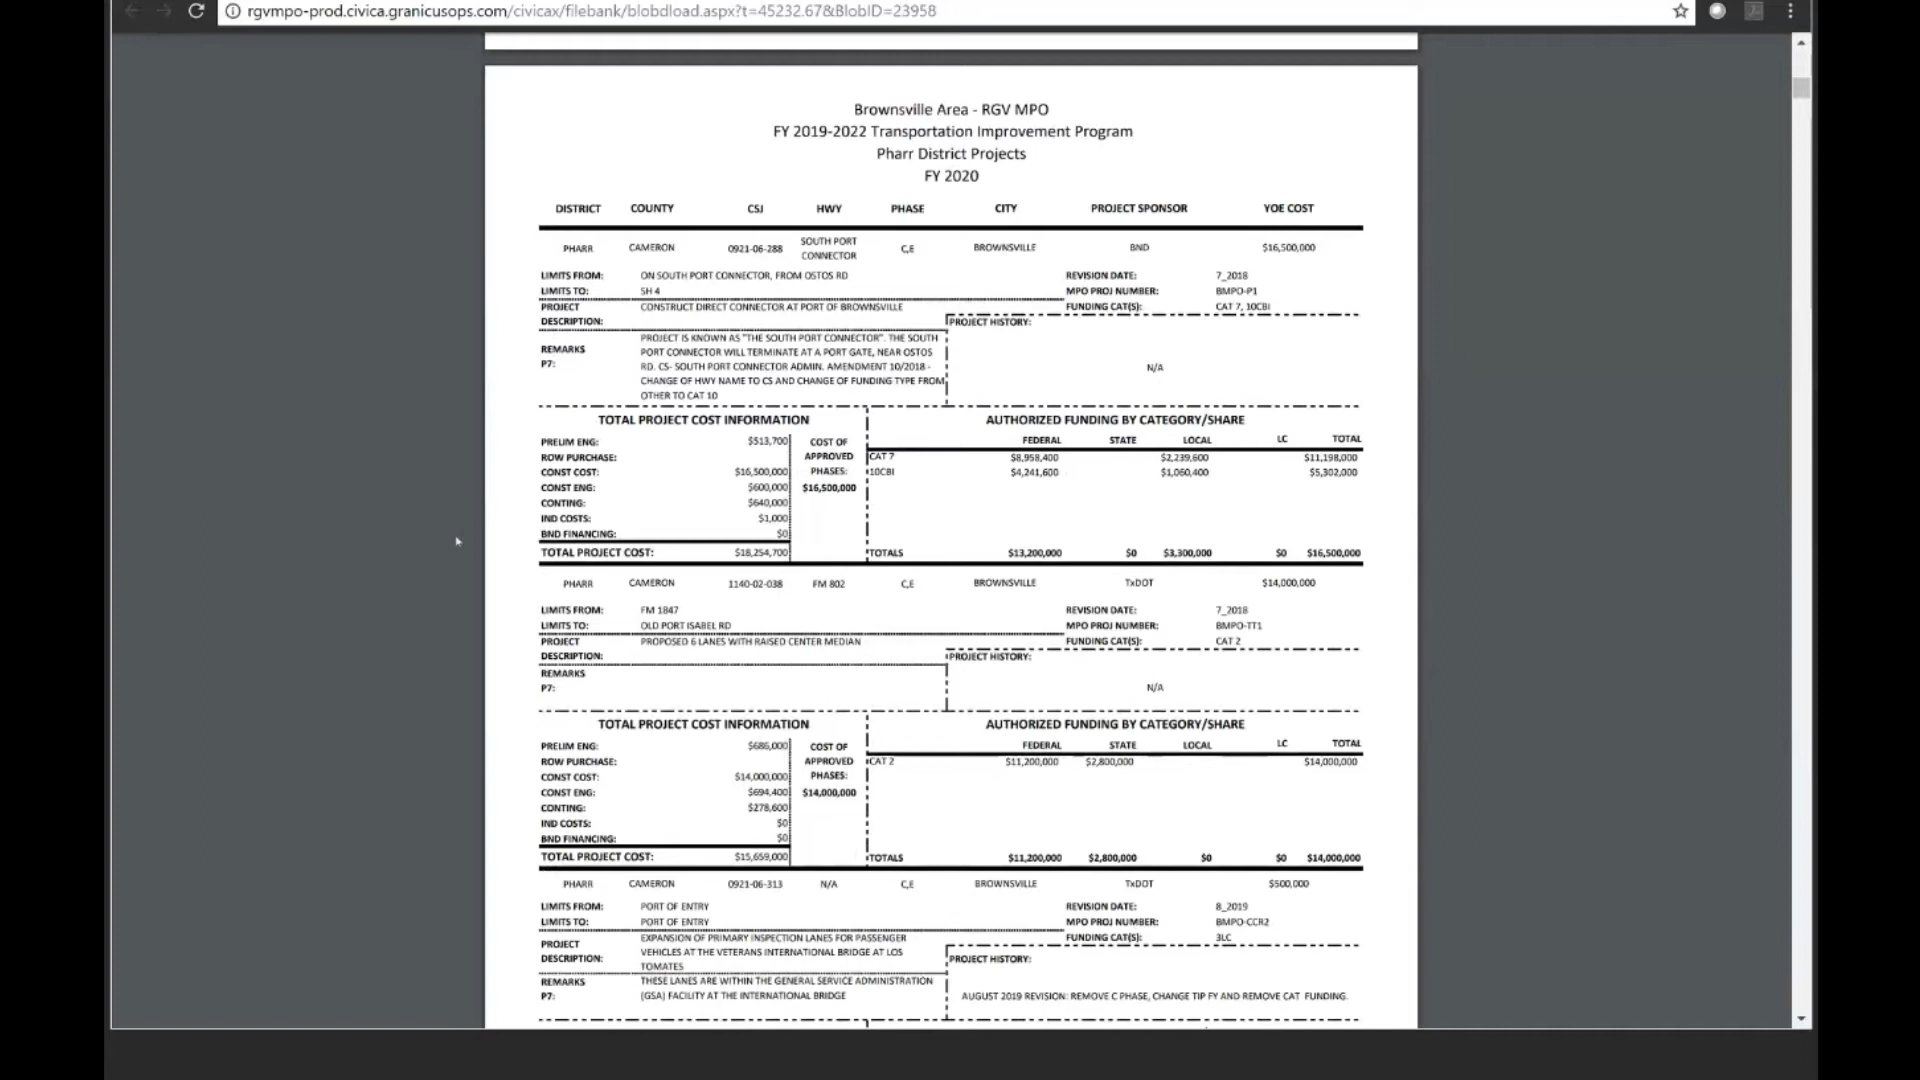 rgvmpo-prod.civica.granicusops.com/civicax/filebank/blobdload.aspx?t=45232.67&BlobID=23958
Brownsville Area - RGV MPO
FY 2019-2022 Transportation Improvement Program
Pharr District Projects
FY 2020
DISTRICT COUNTY CSJ HWY PHASE CITY PROJECT SPONSOR YOE COST
PHARR CAMERON 0921-06-288 SOUTH PORT CONNECTOR C,E BROWNSVILLE BND $16,500,000
LIMITS FROM: ON SOUTH PORT CONNECTOR, FROM OSTOS RD REVISION DATE: 7_2018
LIMITS TO: SH 4 MPO PROJ NUMBER: BMPO-P1
PROJECT CONSTRUCT DIRECT CONNECTOR AT PORT OF BROWNSVILLE FUNDING CAT(S): CAT 7, 10CBI
DESCRIPTION: PROJECT HISTORY:
PROJECT IS KNOWN AS "THE SOUTH PORT CONNECTOR". THE SOUTH
REMARKS PORT CONNECTOR WILL TERMINATE AT A PORT GATE, NEAR OSTOS
P7: RD. CS- SOUTH PORT CONNECTOR ADMIN. AMENDMENT 10/2018 - N/A
CHANGE OF HWY NAME TO CS AND CHANGE OF FUNDING TYPE FROM
OTHER TO CAT 10
TOTAL PROJECT COST INFORMATION AUTHORIZED FUNDING BY CATEGORY/SHARE
PRELIM ENG: $513,700 COST OF FEDERAL STATE LOCAL LC TOTAL
ROW PURCHASE: APPROVED CAT 7 $8,958,400 $2,239,600 $11,198,000
CONST COST: $16,500,000 PHASES: 10CBI $4,241,600 $1,060,400 $5,302,000
CONST ENG: $600,000 $16,500,000
CONTING: $640,000
IND COSTS: $1,000
BND FINANCING: $0
TOTAL PROJECT COST: $18,254,700 TOTALS $13,200,000 $0 $3,300,000 $0 $16,500,000
PHARR CAMERON 1140-02-038 FM 802 C,E BROWNSVILLE TxDOT $14,000,000
LIMITS FROM: FM 1847 REVISION DATE: 7_2018
LIMITS TO: OLD PORT ISABEL RD MPO PROJ NUMBER: BMPO-TT1
PROJECT PROPOSED 6 LANES WITH RAISED CENTER MEDIAN FUNDING CAT(S): CAT 2
DESCRIPTION: PROJECT HISTORY:
REMARKS
P7: N/A
TOTAL PROJECT COST INFORMATION AUTHORIZED FUNDING BY CATEGORY/SHARE
PRELIM ENG: $686,000 COST OF FEDERAL STATE LOCAL LC TOTAL
ROW PURCHASE: APPROVED CAT 2 $11,200,000 $2,800,000 $14,000,000
CONST COST: $14,000,000 PHASES:
CONST ENG: $694,400 $14,000,000
CONTING: $278,600
IND COSTS: $0
BND FINANCING: $0
TOTAL PROJECT COST: $15,659,000 TOTALS $11,200,000 $2,800,000 $0 $0 $14,000,000
PHARR CAMERON 0921-06-313 N/A C,E BROWNSVILLE TxDOT $500,000
LIMITS FROM: PORT OF ENTRY REVISION DATE: 8_2019
LIMITS TO: PORT OF ENTRY MPO PROJ NUMBER: BMPO-CCR2
PROJECT EXPANSION OF PRIMARY INSPECTION LANES FOR PASSENGER FUNDING CAT(S): 3LC
DESCRIPTION: VEHICLES AT THE VETERANS INTERNATIONAL BRIDGE AT LOS PROJECT HISTORY:
TOMATES
REMARKS THESE LANES ARE WITHIN THE GENERAL SERVICE ADMINISTRATION
P7: (GSA) FACILITY AT THE INTERNATIONAL BRIDGE AUGUST 2019 REVISION: REMOVE C PHASE, CHANGE TIP FY AND REMOVE CAT FUNDING.